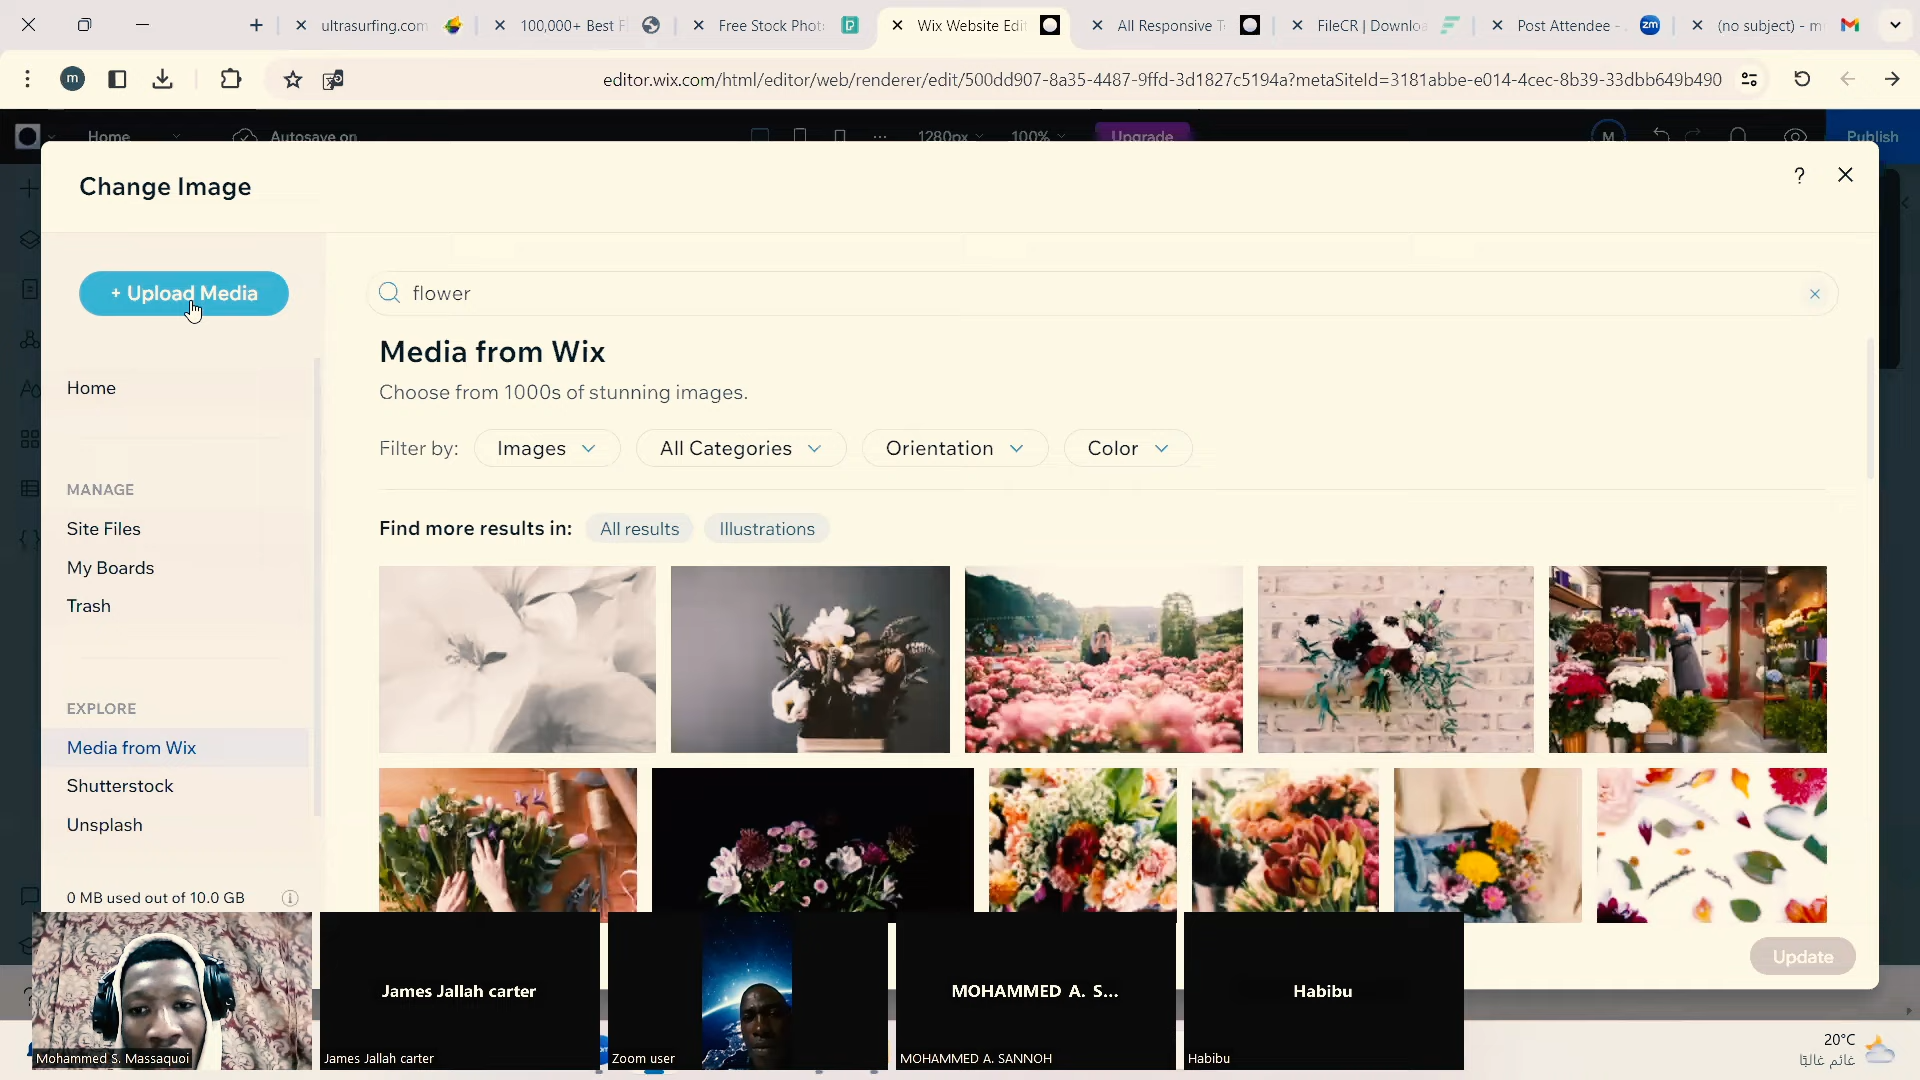 ultrasurfing.com
100,000+ Best F
Free Stock Phot
Wix Website Edit
All Responsive T
FileCR | Downlo
Post Attendee -
zm
(no subject) - m
m
editor.wix.com/html/editor/web/renderer/edit/500dd907-8a35-4487-9ffd-3d1827c5194a?metaSiteId=3181abbe-e014-4cec-8b39-33dbb649b490
Home
Autosave on
1280px
100%
Upgrade
M
Publish
Change Image
?
+ Upload Media
flower
Home
Media from Wix
Choose from 1000s of stunning images.
Filter by:
Images
All Categories
Orientation
Color
MANAGE
Site Files
My Boards
Trash
Find more results in:
All results
Illustrations
EXPLORE
Media from Wix
Shutterstock
Unsplash
0 MB used out of 10.0 GB
Update
James Jallah carter
MOHAMMED A. S...
Habibu
Mohammed S. Massaquoi
James Jallah carter
Zoom user
MOHAMMED A. SANNOH
Habibu
20°C
غائم غالبًا